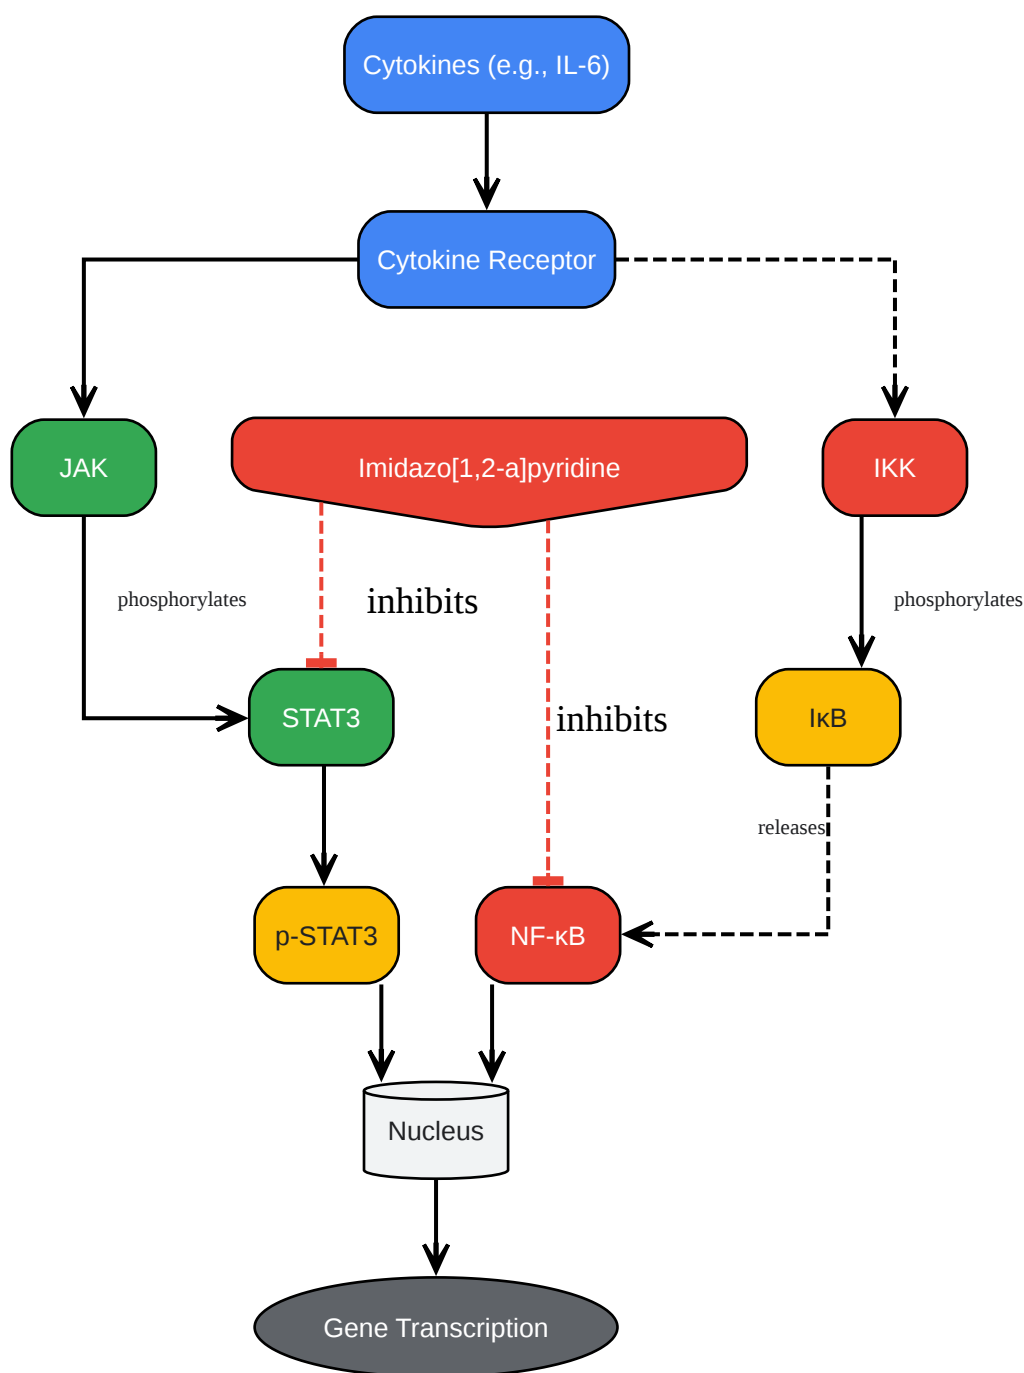 Cytokines (e.g., IL-6)
Cytokine Receptor
JAK
Imidazo[1,2-a]pyridine
IKK
phosphorylates
inhibits
phosphorylates
STAT3
inhibits
IκB
releases
p-STAT3
NF-κB
Nucleus
Gene Transcription